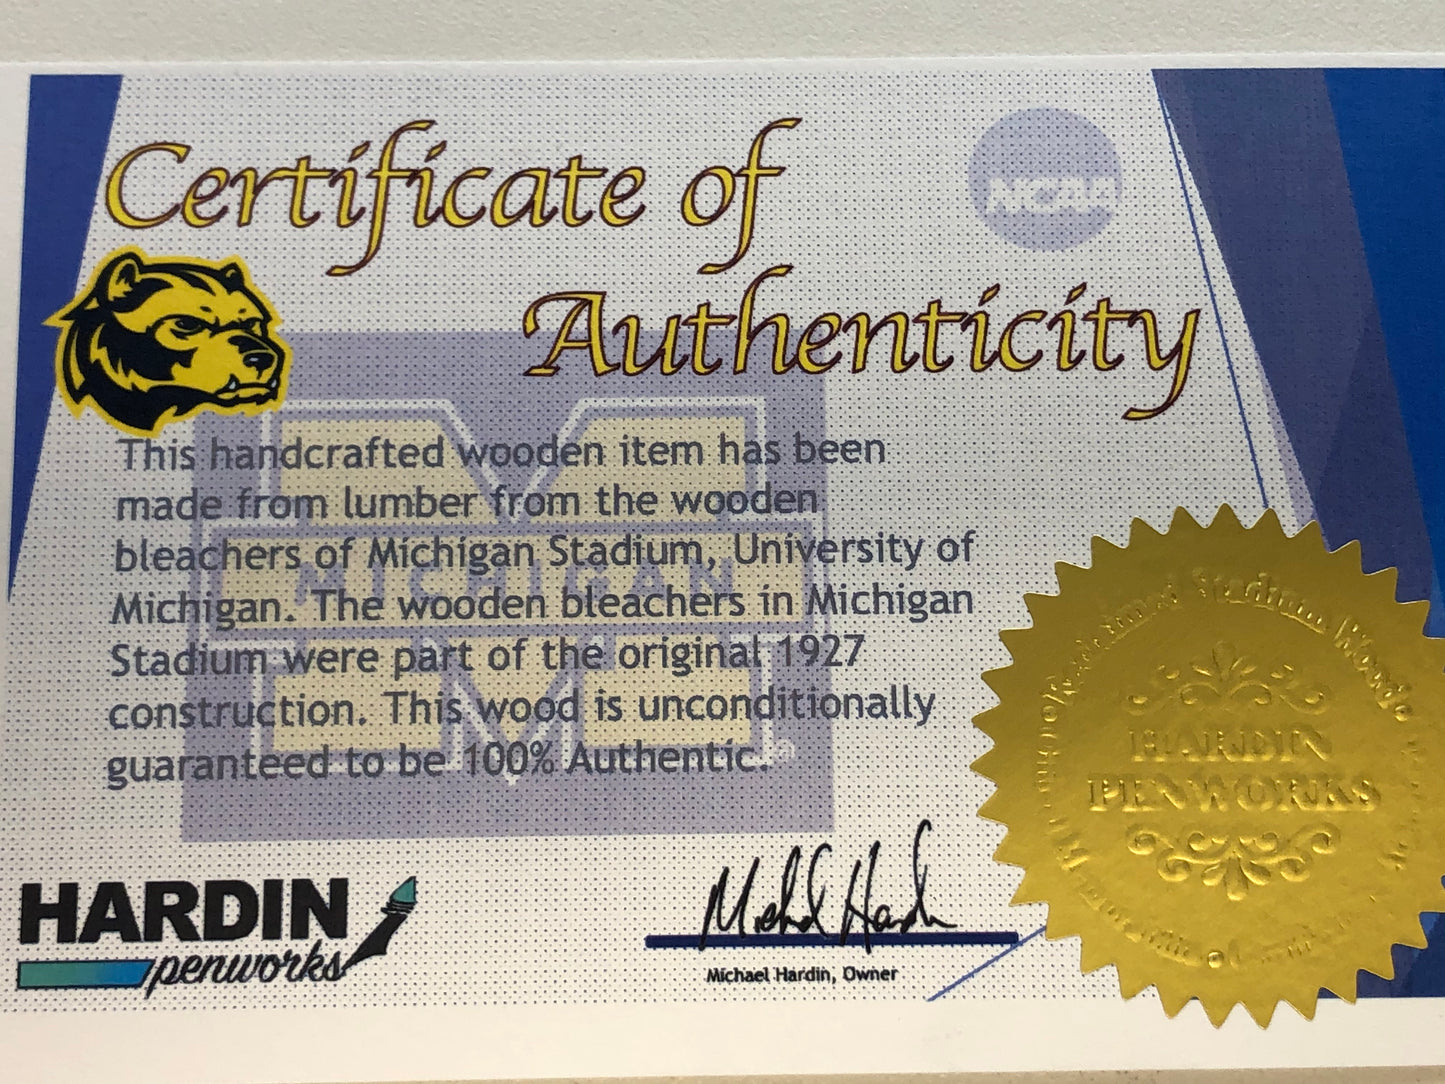 Certificate of
Authenticity
NCAA
This handcrafted wooden item has been
made from lumber from the wooden
bleachers of Michigan Stadium, University of
Michigan. The wooden bleachers in Michigan
Stadium were part of the original 1927
construction. This wood is unconditionally
guaranteed to be 100% Authentic.
MICHIGAN
®
HARDIN
penworks
Michael Hardin
Michael Hardin, Owner
HARDIN
PENWORKS